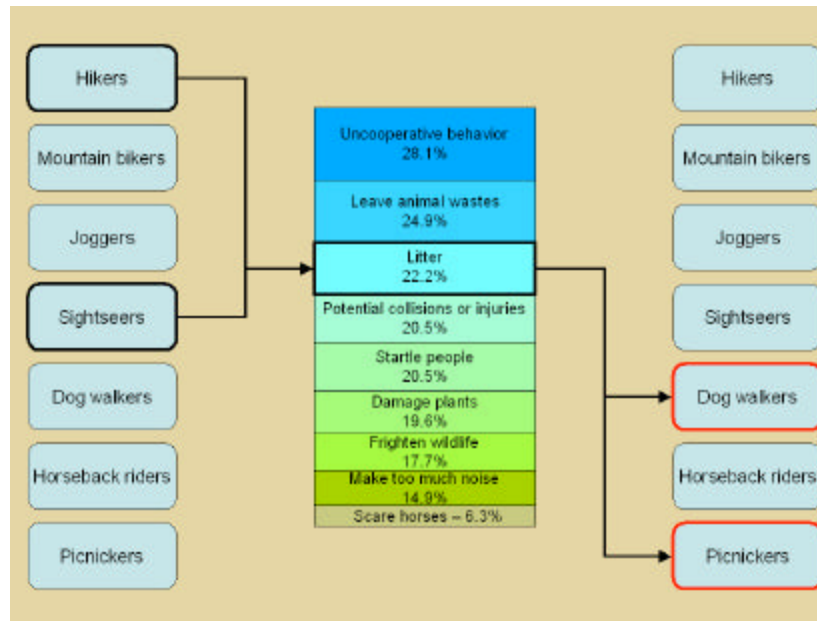 Hikers
Mountain bikers
Joggers
Sightseers
Dog walkers
Horseback riders
Picnickers
Uncooperative behavior
28.1%
Leave animal wastes
24.9%
Litter
22.2%
Potential collisions or injuries
20.5%
Startle people
20.5%
Damage plants
19.6%
Frighten wildlife
17.7%
Make too much noise
14.9%
Scare horses – 6.3%
Hikers
Mountain bikers
Joggers
Sightseers
Dog walkers
Horseback riders
Picnickers